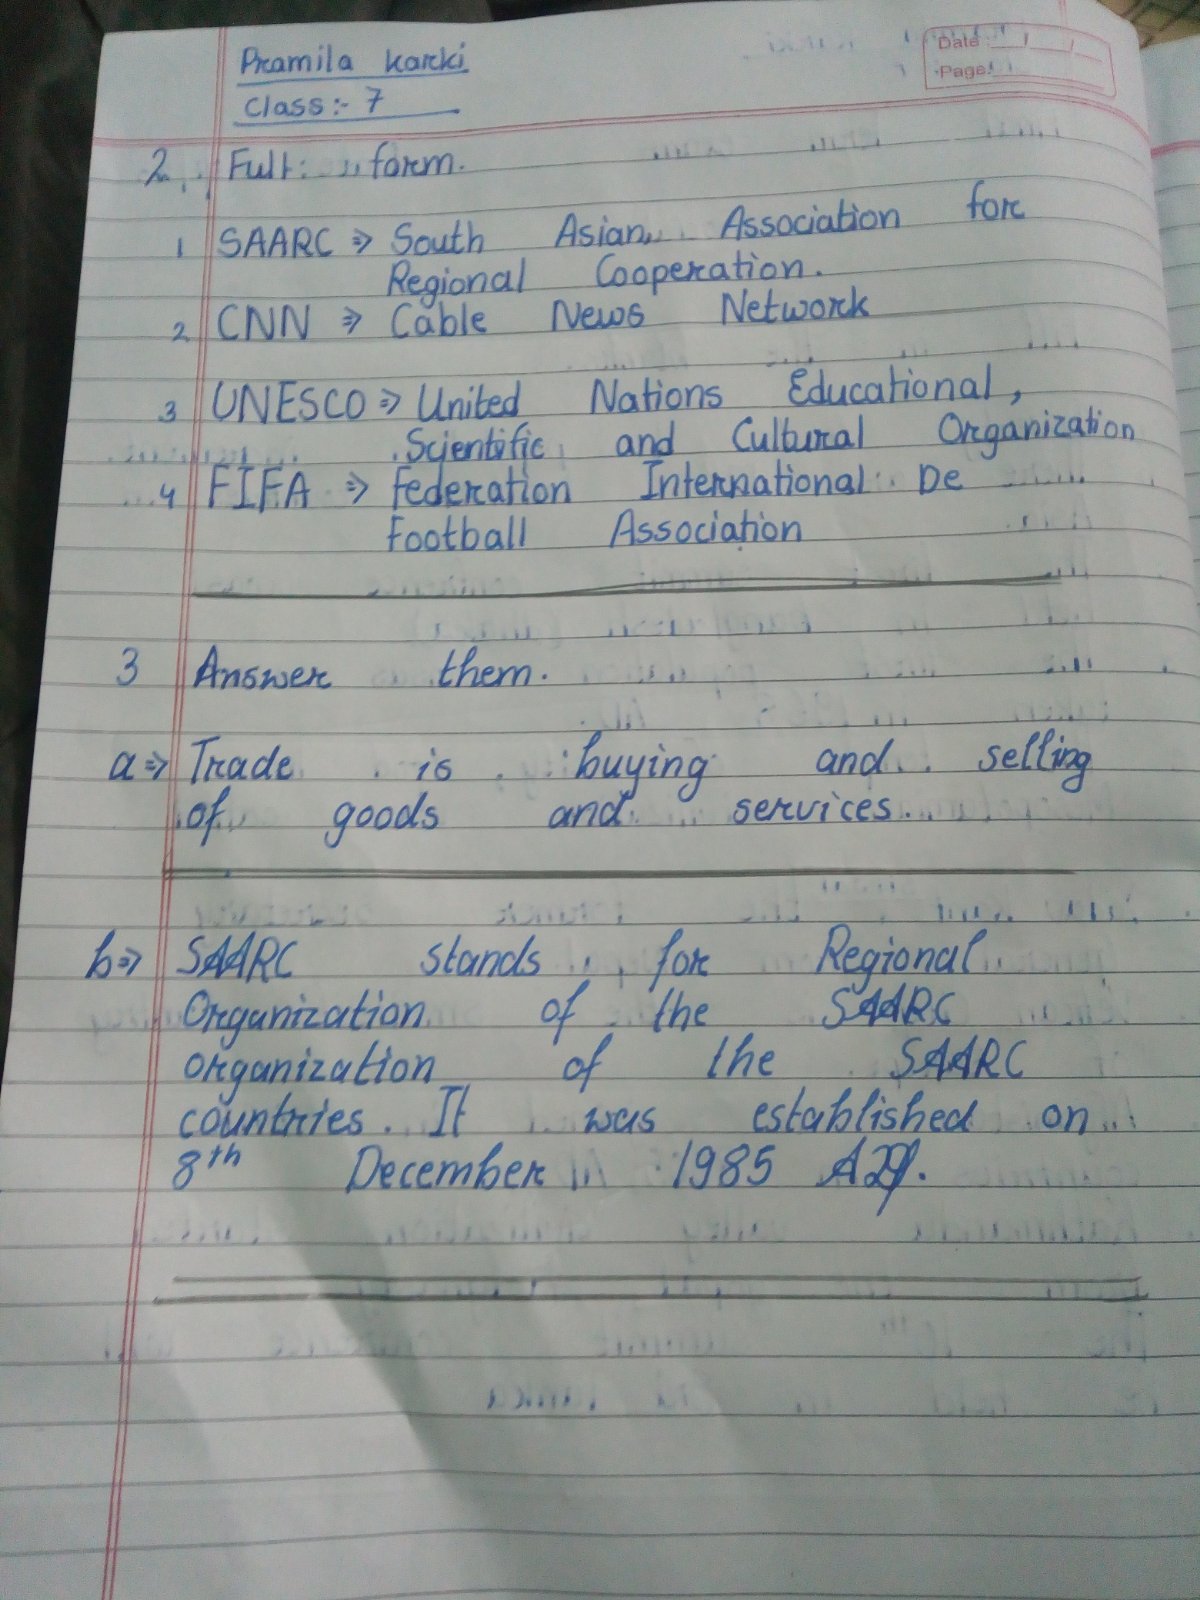 Pramila Karki
Class:- 7
Date
Page:
2. Full form.
1 SAARC ⇒ South Asian Association for
Regional Cooperation.
2 CNN ⇒ Cable News Network
3 UNESCO ⇒ United Nations Educational,
Scientific and Cultural Organization
4 FIFA ⇒ Federation International De
Football Association
3 Answer them.
a⇒ Trade is buying and selling
of goods and services.
b⇒ SAARC stands for Regional
Organization of the SAARC
organization of the SAARC
countries. It was established on
8th December 1985